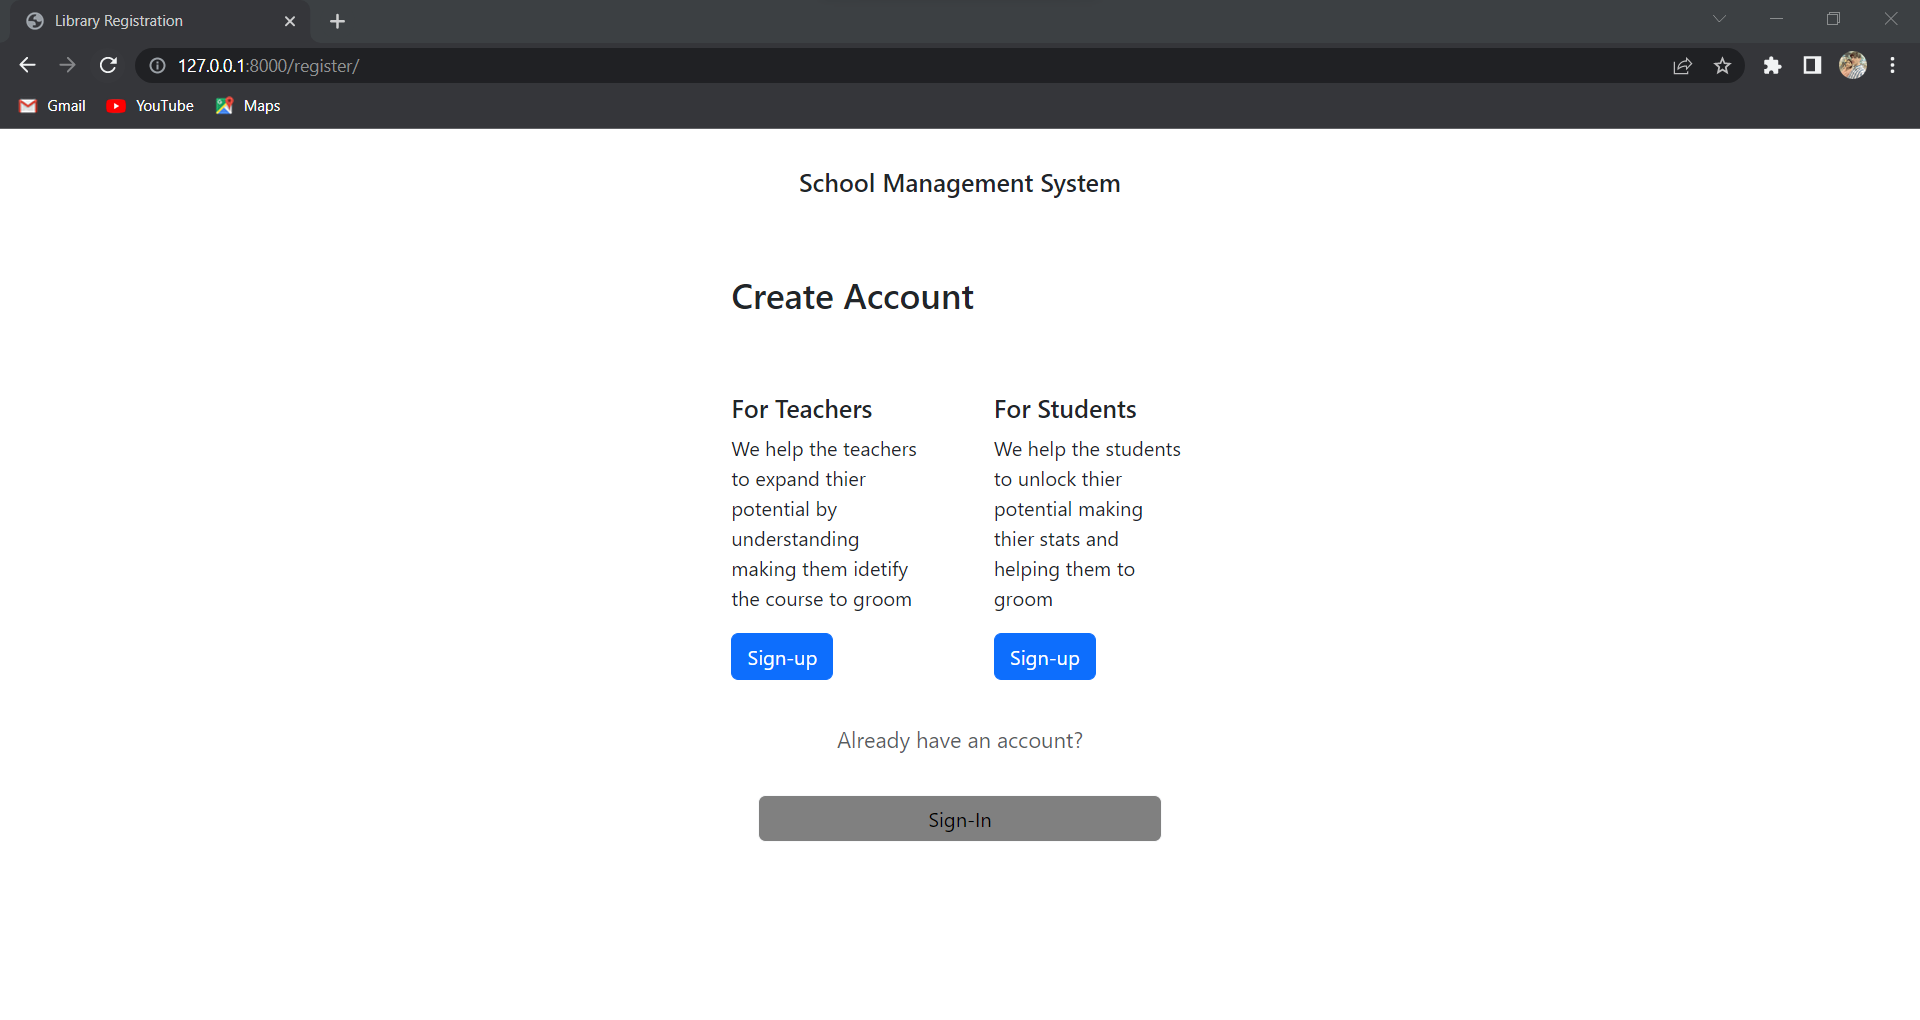 Library Registration
127.0.0.1:8000/register/
Gmail YouTube Maps
School Management System
Create Account
For Teachers
We help the teachers
to expand thier
potential by
understanding
making them idetify
the course to groom
Sign-up
For Students
We help the students
to unlock thier
potential making
thier stats and
helping them to
groom
Sign-up
Already have an account?
Sign-In